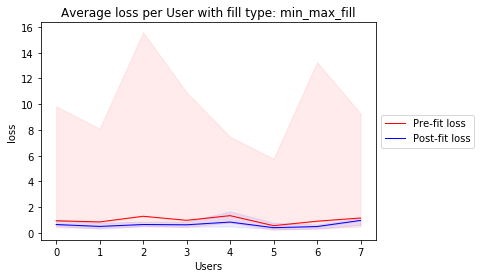 Average loss per User with fill type: min_max_fill
16
14
12
10
8
6
4
2
0
loss
0 1 2 3 4 5 6 7
Users
Pre-fit loss
Post-fit loss